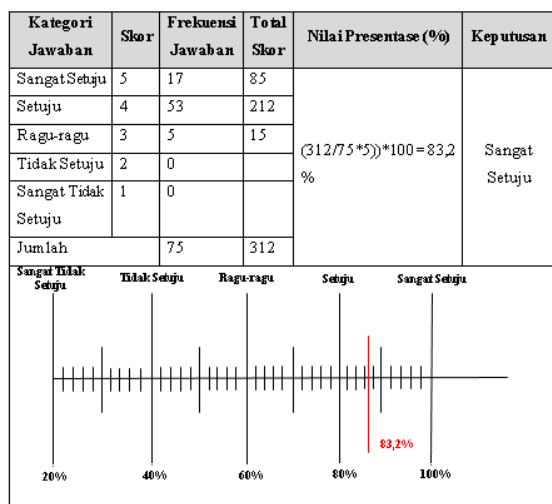 Kategori Jawaban Skor Frekuensi Jawaban Total Skor Nilai Presentase (%) Keputusan
Sangat Setuju 5 17 85
Setuju 4 53 212
Ragu-ragu 3 5 15
(312/75*5))*100=83,2 %
Sangat Setuju
Tidak Setuju 2 0
Sangat Tidak Setuju 1 0
Jumlah 75 312
Sangat Tidak Setuju Tidak Setuju Ragu-ragu Setuju Sangat Setuju
83,2%
20% 40% 60% 80% 100%